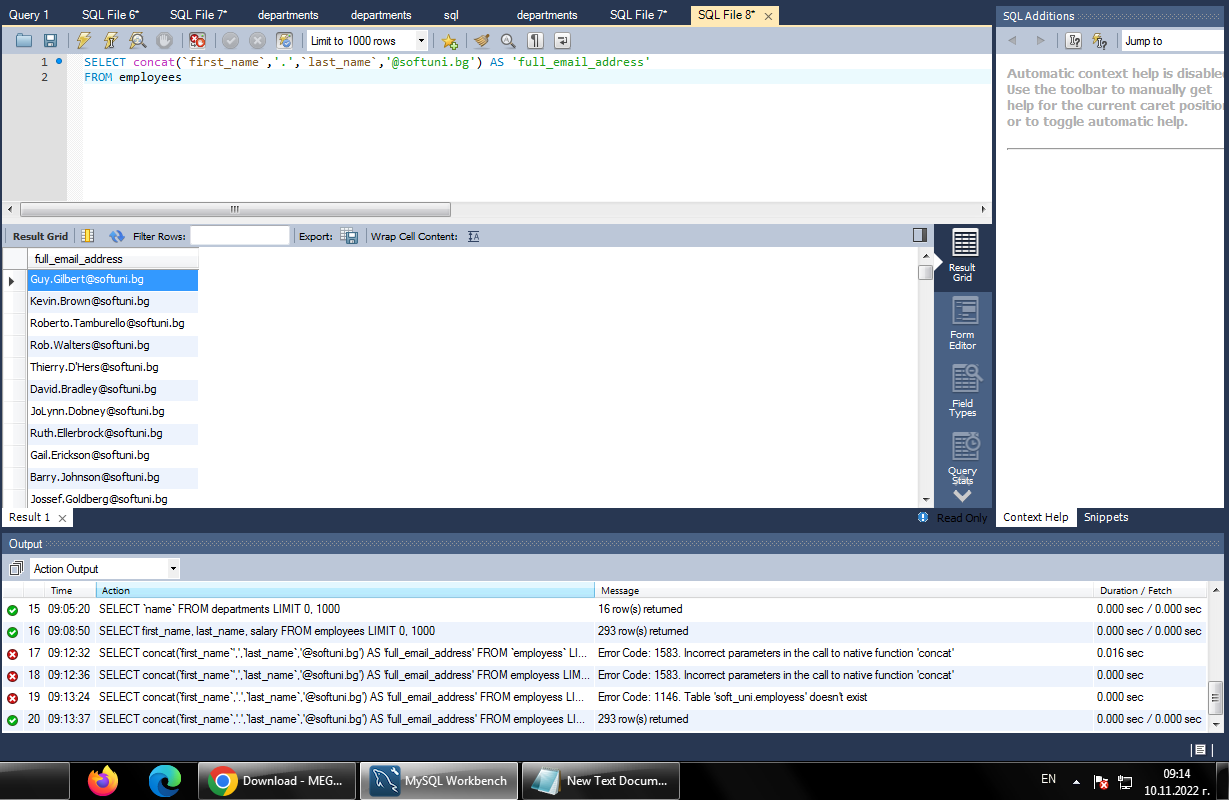 Query 1 SQL File 6* SQL File 7* departments departments sql departments SQL File 7* SQL File 8*
SQL Additions
Limit to 1000 rows
Jump to
1 SELECT concat(`first_name`,'.',`last_name`,'@softuni.bg') AS 'full_email_address'
2 FROM employees
Automatic context help is disabled
Use the toolbar to manually get
help for the current caret position
or to toggle automatic help.
Result Grid Filter Rows: Export: Wrap Cell Content:
full_email_address
Guy.Gilbert@softuni.bg
Kevin.Brown@softuni.bg
Roberto.Tamburello@softuni.bg
Rob.Walters@softuni.bg
Thierry.D'Hers@softuni.bg
David.Bradley@softuni.bg
JoLynn.Dobney@softuni.bg
Ruth.Ellerbrock@softuni.bg
Gail.Erickson@softuni.bg
Barry.Johnson@softuni.bg
Jossef.Goldberg@softuni.bg
Result
Grid
Form
Editor
Field
Types
Query
Stats
Result 1
Read Only
Context Help Snippets
Output
Action Output
Time Action Message Duration / Fetch
15 09:05:20 SELECT `name` FROM departments LIMIT 0, 1000 16 row(s) returned 0.000 sec / 0.000 sec
16 09:08:50 SELECT first_name, last_name, salary FROM employees LIMIT 0, 1000 293 row(s) returned 0.000 sec / 0.000 sec
17 09:12:32 SELECT concat('first_name`','.','last_name`,'@softuni.bg') AS 'full_email_address' FROM `employess` LI... Error Code: 1583. Incorrect parameters in the call to native function 'concat' 0.016 sec
18 09:12:36 SELECT concat('first_name`','.','last_name`,'@softuni.bg') AS 'full_email_address' FROM employess LIM... Error Code: 1583. Incorrect parameters in the call to native function 'concat' 0.000 sec
19 09:13:24 SELECT concat(`first_name`,'.',`last_name`,'@softuni.bg') AS 'full_email_address' FROM employess LIM... Error Code: 1146. Table 'soft_uni.employess' doesn't exist 0.000 sec
20 09:13:37 SELECT concat(`first_name`,'.',`last_name`,'@softuni.bg') AS 'full_email_address' FROM employees LI... 293 row(s) returned 0.000 sec / 0.000 sec
Download - MEG... MySQL Workbench New Text Docum... EN
09:14
10.11.2022 г.